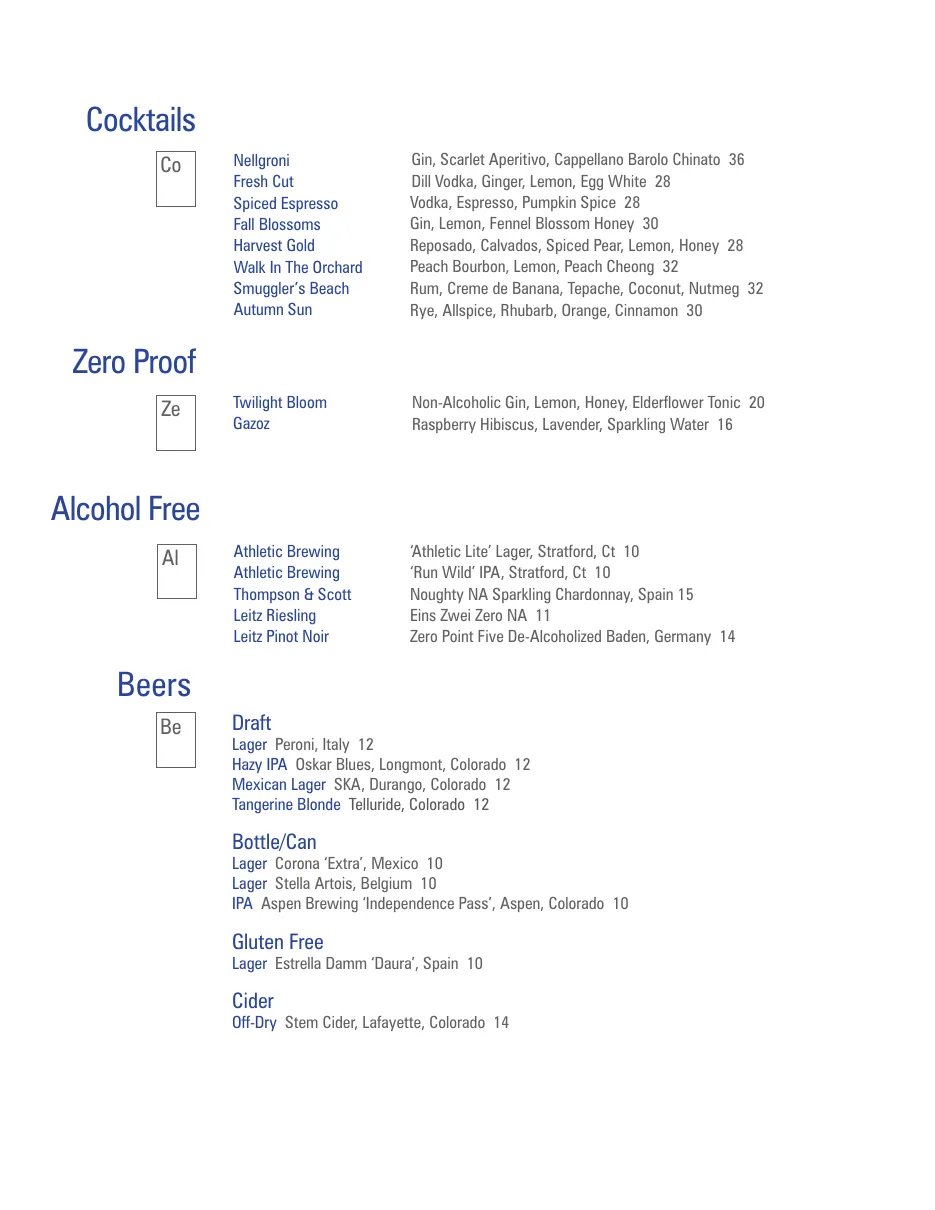 Cocktails
Co
Nellgroni Gin, Scarlet Aperitivo, Cappellano Barolo Chinato 36
Fresh Cut Dill Vodka, Ginger, Lemon, Egg White 28
Spiced Espresso Vodka, Espresso, Pumpkin Spice 28
Fall Blossoms Gin, Lemon, Fennel Blossom Honey 30
Harvest Gold Reposado, Calvados, Spiced Pear, Lemon, Honey 28
Walk In The Orchard Peach Bourbon, Lemon, Peach Cheong 32
Smuggler’s Beach Rum, Creme de Banana, Tepache, Coconut, Nutmeg 32
Autumn Sun Rye, Allspice, Rhubarb, Orange, Cinnamon 30
Zero Proof
Ze
Twilight Bloom Non-Alcoholic Gin, Lemon, Honey, Elderflower Tonic 20
Gazoz Raspberry Hibiscus, Lavender, Sparkling Water 16
Alcohol Free
Al
Athletic Brewing ‘Athletic Lite’ Lager, Stratford, Ct 10
Athletic Brewing ‘Run Wild’ IPA, Stratford, Ct 10
Thompson & Scott Noughty NA Sparkling Chardonnay, Spain 15
Leitz Riesling Eins Zwei Zero NA 11
Leitz Pinot Noir Zero Point Five De-Alcoholized Baden, Germany 14
Beers
Be
Draft
Lager Peroni, Italy 12
Hazy IPA Oskar Blues, Longmont, Colorado 12
Mexican Lager SKA, Durango, Colorado 12
Tangerine Blonde Telluride, Colorado 12
Bottle/Can
Lager Corona ‘Extra’, Mexico 10
Lager Stella Artois, Belgium 10
IPA Aspen Brewing ‘Independence Pass’, Aspen, Colorado 10
Gluten Free
Lager Estrella Damm ‘Daura’, Spain 10
Cider
Off-Dry Stem Cider, Lafayette, Colorado 14